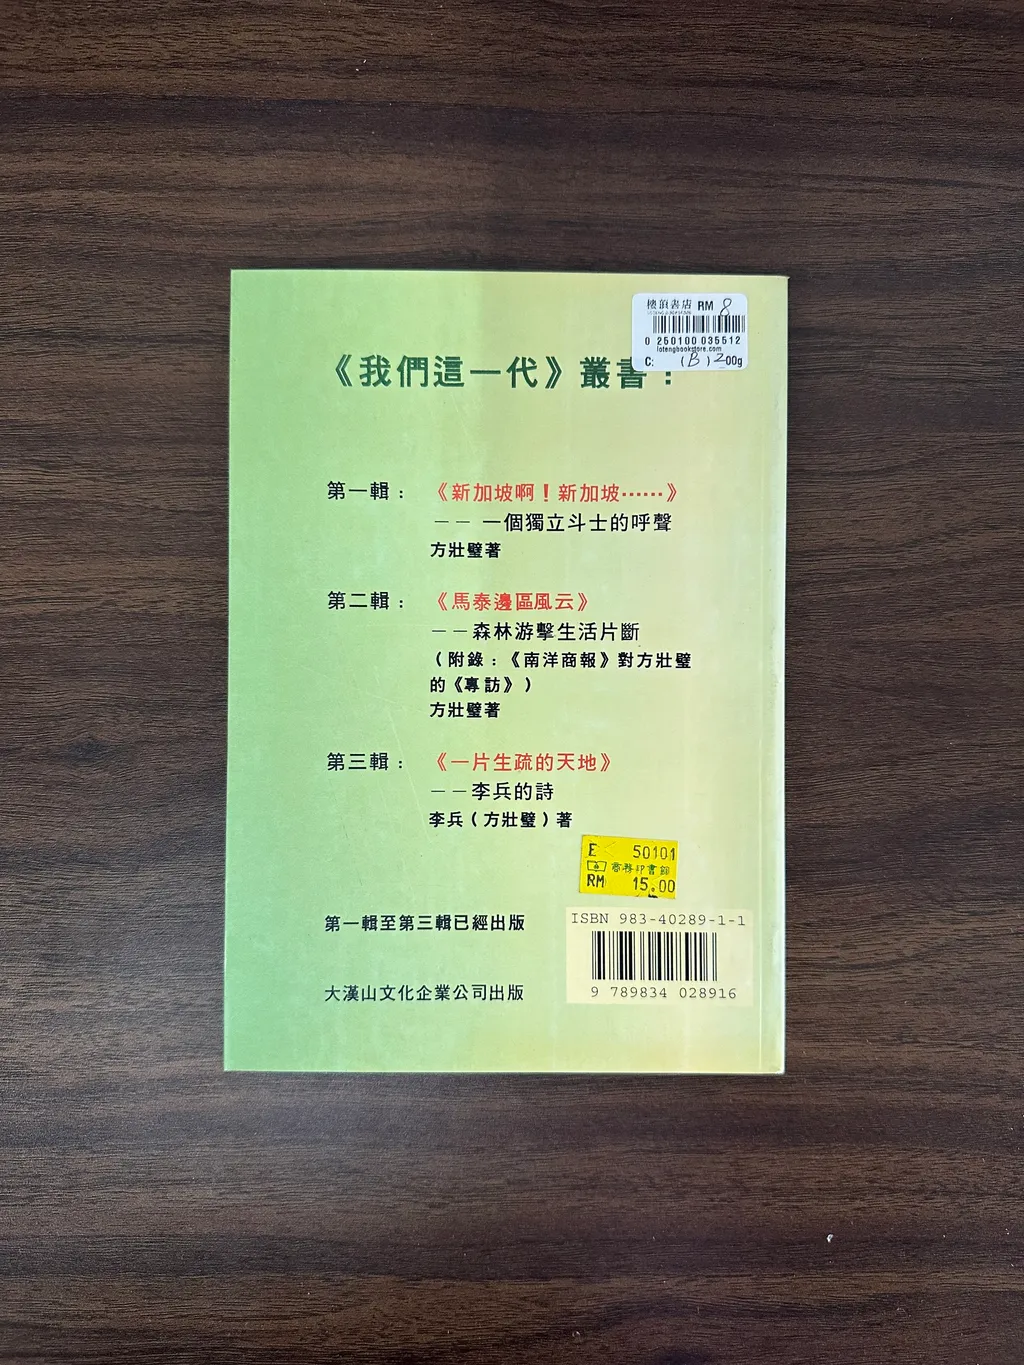 樓頂書店 RM 8
0 250100 035512
lotengbookstore.com
C: (B) 200g
《我們這一代》叢書：
第一輯： 《新加坡啊！新加坡……》
—— 一個獨立斗士的呼聲
方壯璧著
第二輯： 《馬泰邊區風云》
——森林游擊生活片斷
（附錄：《南洋商報》對方壯璧
的《專訪》）
方壯璧著
第三輯： 《一片生疏的天地》
——李兵的詩
李兵（方壯璧）著
E 50101
商務印書館
RM 15.00
第一輯至第三輯已經出版
ISBN 983-40289-1-1
9 789834 028916
大漢山文化企業公司出版